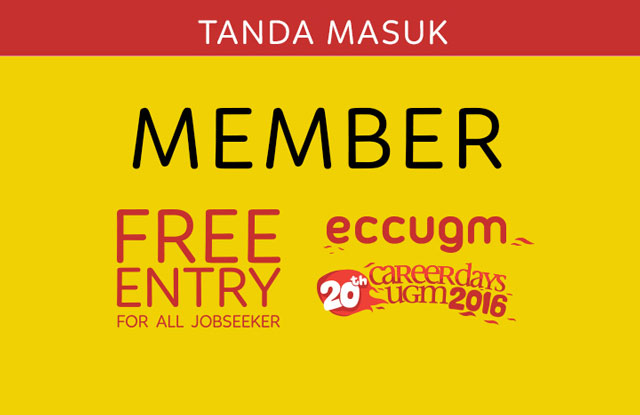 TANDA MASUK
MEMBER
FREE
ENTRY
FOR ALL JOBSEEKER
eccugm
20th careerdays
UGM 2016